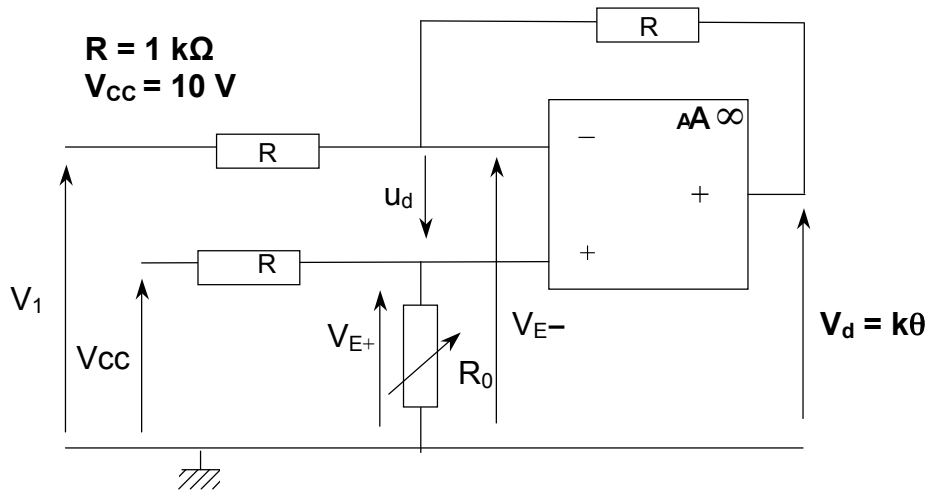 R
R = 1 kΩ
VCC = 10 V
AA ∞
R
−
ud
+
R
+
V1
VE+
VE−
Vd = kθ
Vcc
R0